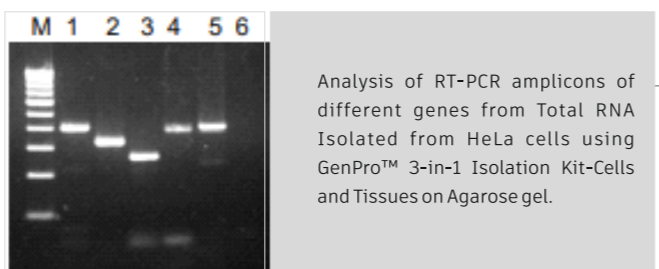 M 1 2 3 4 5 6
Analysis of RT-PCR amplicons of
different genes from Total RNA
Isolated from HeLa cells using
GenPro™ 3-in-1 Isolation Kit-Cells
and Tissues on Agarose gel.